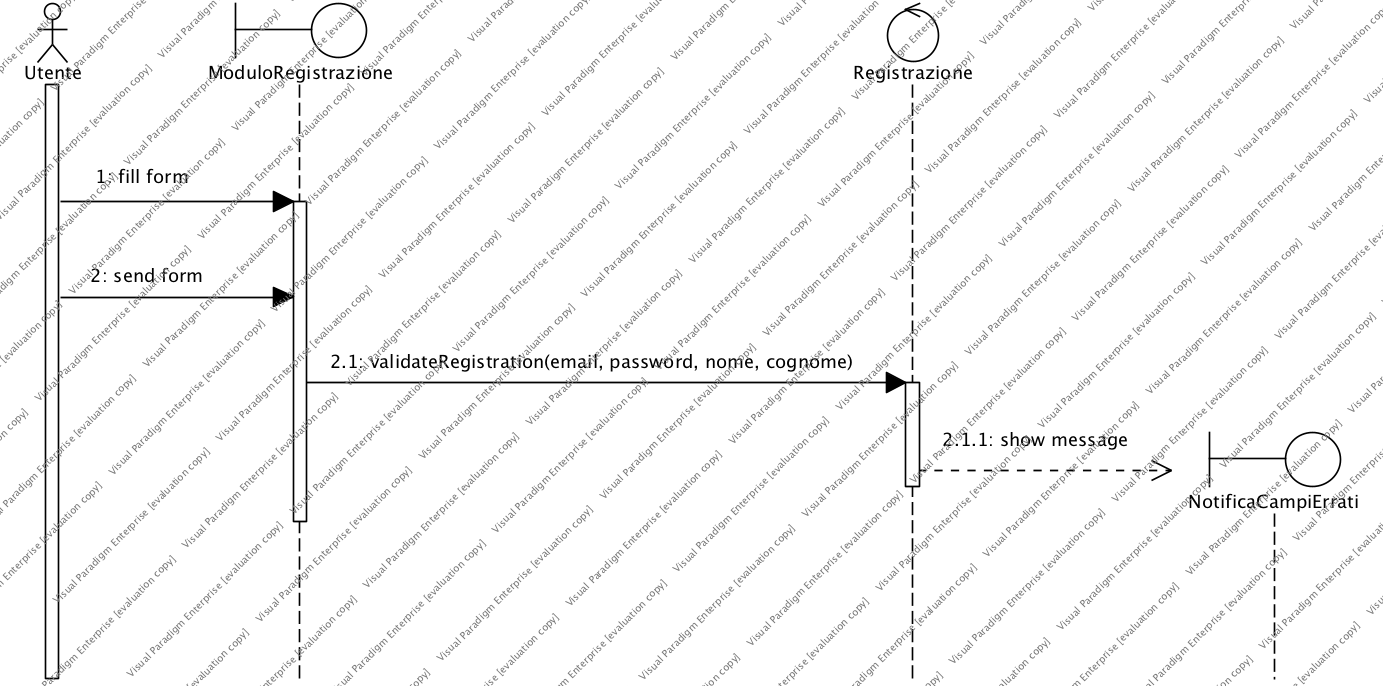 Utente
ModuloRegistrazione
Registrazione
1: fill form
2: send form
2.1: validateRegistration(email, password, nome, cognome)
2.1.1: show message
NotificaCampiErrati
Visual Paradigm Enterprise [evaluation copy]